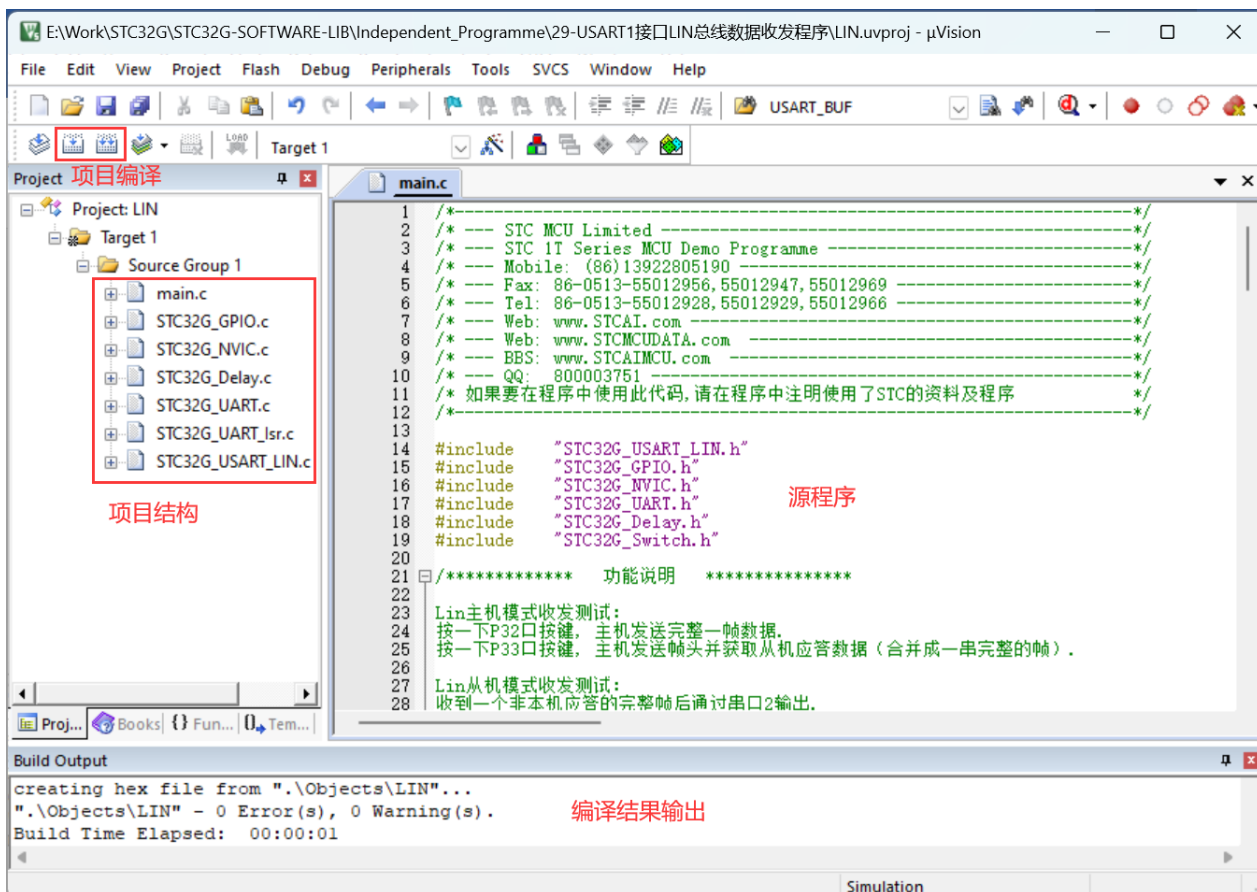 E:\Work\STC32G\STC32G-SOFTWARE-LIB\Independent_Programme\29-USART1接口LIN总线数据收发程序\LIN.uvproj - µVision
File Edit View Project Flash Debug Peripherals Tools SVCS Window Help
USART_BUF
LOAD
Target 1
Project 项目编译
main.c
Project: LIN
Target 1
Source Group 1
main.c
STC32G_GPIO.c
STC32G_NVIC.c
STC32G_Delay.c
STC32G_UART.c
STC32G_UART_Isr.c
STC32G_USART_LIN.c
项目结构
Proj... Books {} Fun... Tem...
1 /*---------------------------------------------------------------------*/
2 /* --- STC MCU Limited ------------------------------------------------*/
3 /* --- STC 1T Series MCU Demo Programme -------------------------------*/
4 /* --- Mobile: (86)13922805190 ----------------------------------------*/
5 /* --- Fax: 86-0513-55012956,55012947,55012969 ------------------------*/
6 /* --- Tel: 86-0513-55012928,55012929,55012966 ------------------------*/
7 /* --- Web: www.STCAI.com ---------------------------------------------*/
8 /* --- Web: www.STCMCUDATA.com  ---------------------------------------*/
9 /* --- BBS: www.STCAIMCU.com  -----------------------------------------*/
10 /* --- QQ:  800003751 -------------------------------------------------*/
11 /* 如果要在程序中使用此代码,请在程序中注明使用了STC的资料及程序            */
12 /*---------------------------------------------------------------------*/
13
14 #include "STC32G_USART_LIN.h"
15 #include "STC32G_GPIO.h"
16 #include "STC32G_NVIC.h"
17 #include "STC32G_UART.h"
18 #include "STC32G_Delay.h"
19 #include "STC32G_Switch.h"
源程序
20
21 /************* 功能说明 ***************
22
23 Lin主机模式收发测试:
24 按一下P32口按键, 主机发送完整一帧数据.
25 按一下P33口按键, 主机发送帧头并获取从机应答数据（合并成一串完整的帧）.
26
27 Lin从机模式收发测试:
28 收到一个非本机应答的完整帧后通过串口2输出.
Build Output
creating hex file from ".\Objects\LIN"...
".\Objects\LIN" - 0 Error(s), 0 Warning(s).
Build Time Elapsed:  00:00:01
编译结果输出
Simulation